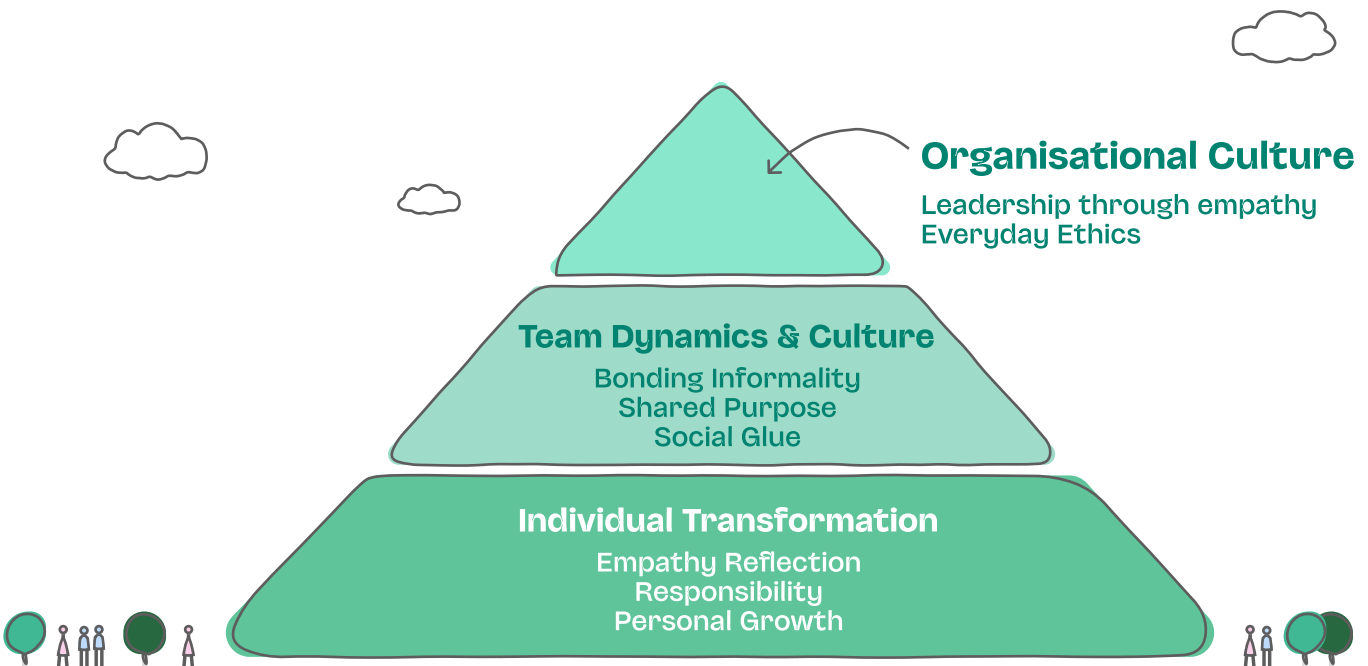 Organisational Culture
Leadership through empathy
Everyday Ethics
Team Dynamics & Culture
Bonding Informality
Shared Purpose
Social Glue
Individual Transformation
Empathy Reflection
Responsibility
Personal Growth